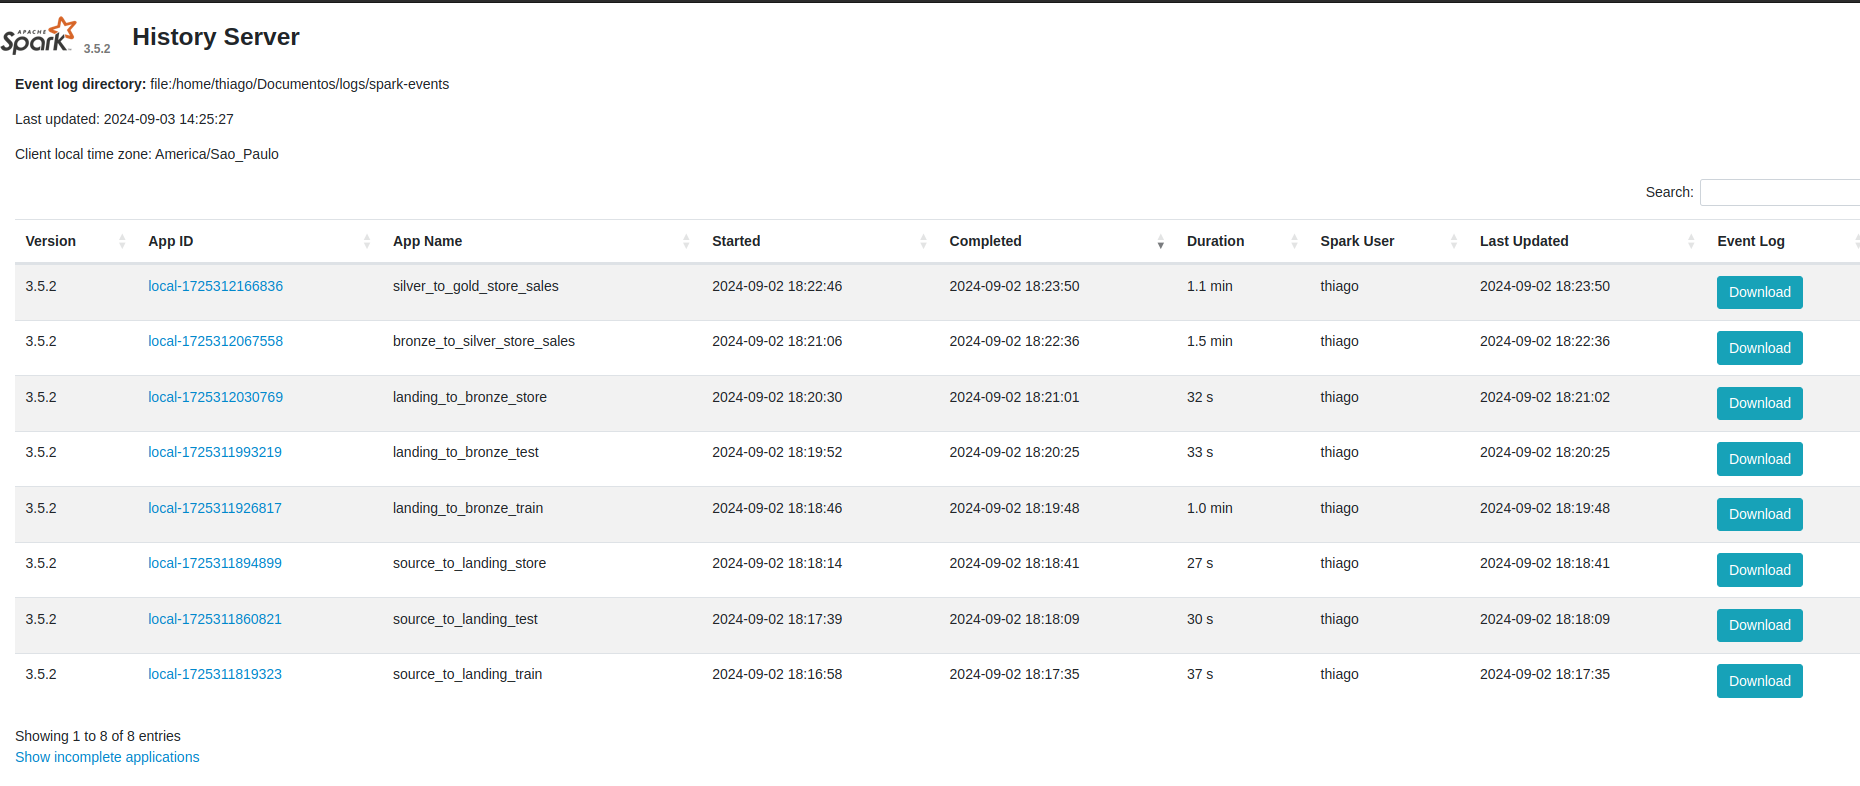 APACHE
Spark 3.5.2 History Server
Event log directory: file:/home/thiago/Documentos/logs/spark-events
Last updated: 2024-09-03 14:25:27
Client local time zone: America/Sao_Paulo
Search:
Version App ID App Name Started Completed Duration Spark User Last Updated Event Log
3.5.2 local-1725312166836 silver_to_gold_store_sales 2024-09-02 18:22:46 2024-09-02 18:23:50 1.1 min thiago 2024-09-02 18:23:50 Download
3.5.2 local-1725312067558 bronze_to_silver_store_sales 2024-09-02 18:21:06 2024-09-02 18:22:36 1.5 min thiago 2024-09-02 18:22:36 Download
3.5.2 local-1725312030769 landing_to_bronze_store 2024-09-02 18:20:30 2024-09-02 18:21:01 32 s thiago 2024-09-02 18:21:02 Download
3.5.2 local-1725311993219 landing_to_bronze_test 2024-09-02 18:19:52 2024-09-02 18:20:25 33 s thiago 2024-09-02 18:20:25 Download
3.5.2 local-1725311926817 landing_to_bronze_train 2024-09-02 18:18:46 2024-09-02 18:19:48 1.0 min thiago 2024-09-02 18:19:48 Download
3.5.2 local-1725311894899 source_to_landing_store 2024-09-02 18:18:14 2024-09-02 18:18:41 27 s thiago 2024-09-02 18:18:41 Download
3.5.2 local-1725311860821 source_to_landing_test 2024-09-02 18:17:39 2024-09-02 18:18:09 30 s thiago 2024-09-02 18:18:09 Download
3.5.2 local-1725311819323 source_to_landing_train 2024-09-02 18:16:58 2024-09-02 18:17:35 37 s thiago 2024-09-02 18:17:35 Download
Showing 1 to 8 of 8 entries
Show incomplete applications